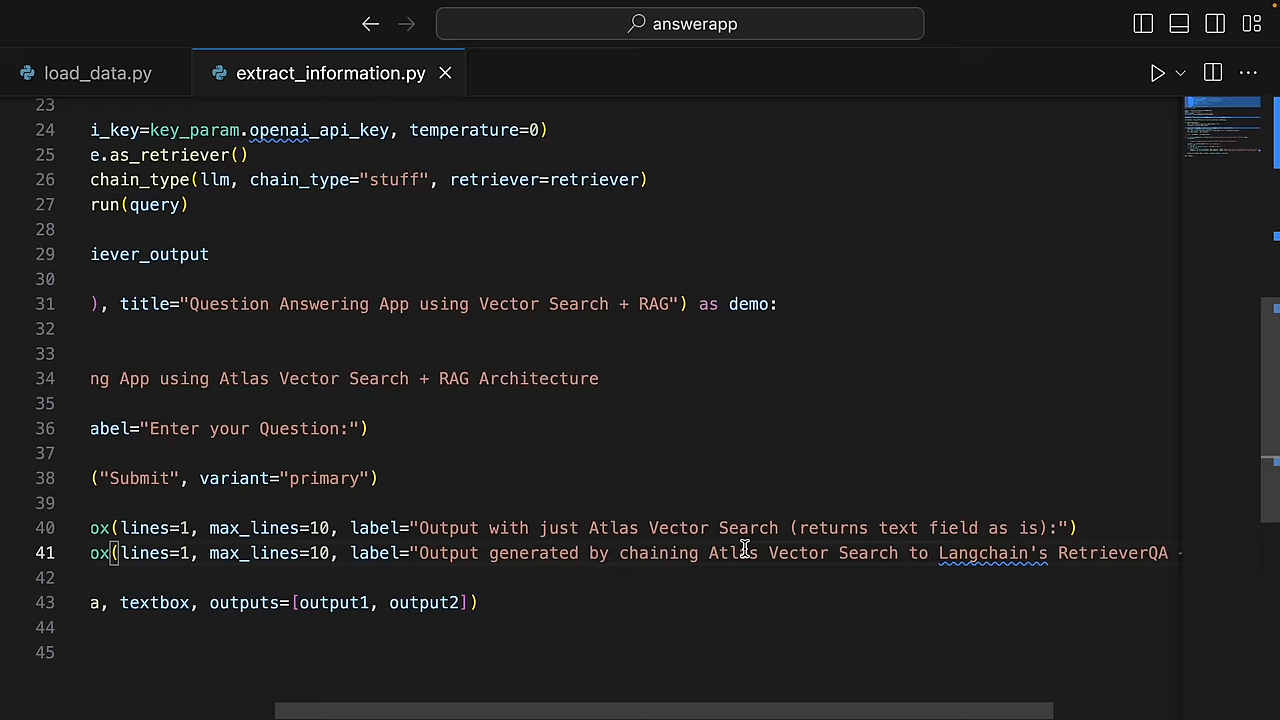 answerapp
load_data.py
extract_information.py
23
24 i_key=key_param.openai_api_key, temperature=0)
25 e.as_retriever()
26 chain_type(llm, chain_type="stuff", retriever=retriever)
27 run(query)
28
29 iever_output
30
31 ), title="Question Answering App using Vector Search + RAG") as demo:
32
33
34 ng App using Atlas Vector Search + RAG Architecture
35
36 abel="Enter your Question:")
37
38 ("Submit", variant="primary")
39
40 ox(lines=1, max_lines=10, label="Output with just Atlas Vector Search (returns text field as is):")
41 ox(lines=1, max_lines=10, label="Output generated by chaining Atlas Vector Search to Langchain's RetrieverQA
42
43 a, textbox, outputs=[output1, output2])
44
45